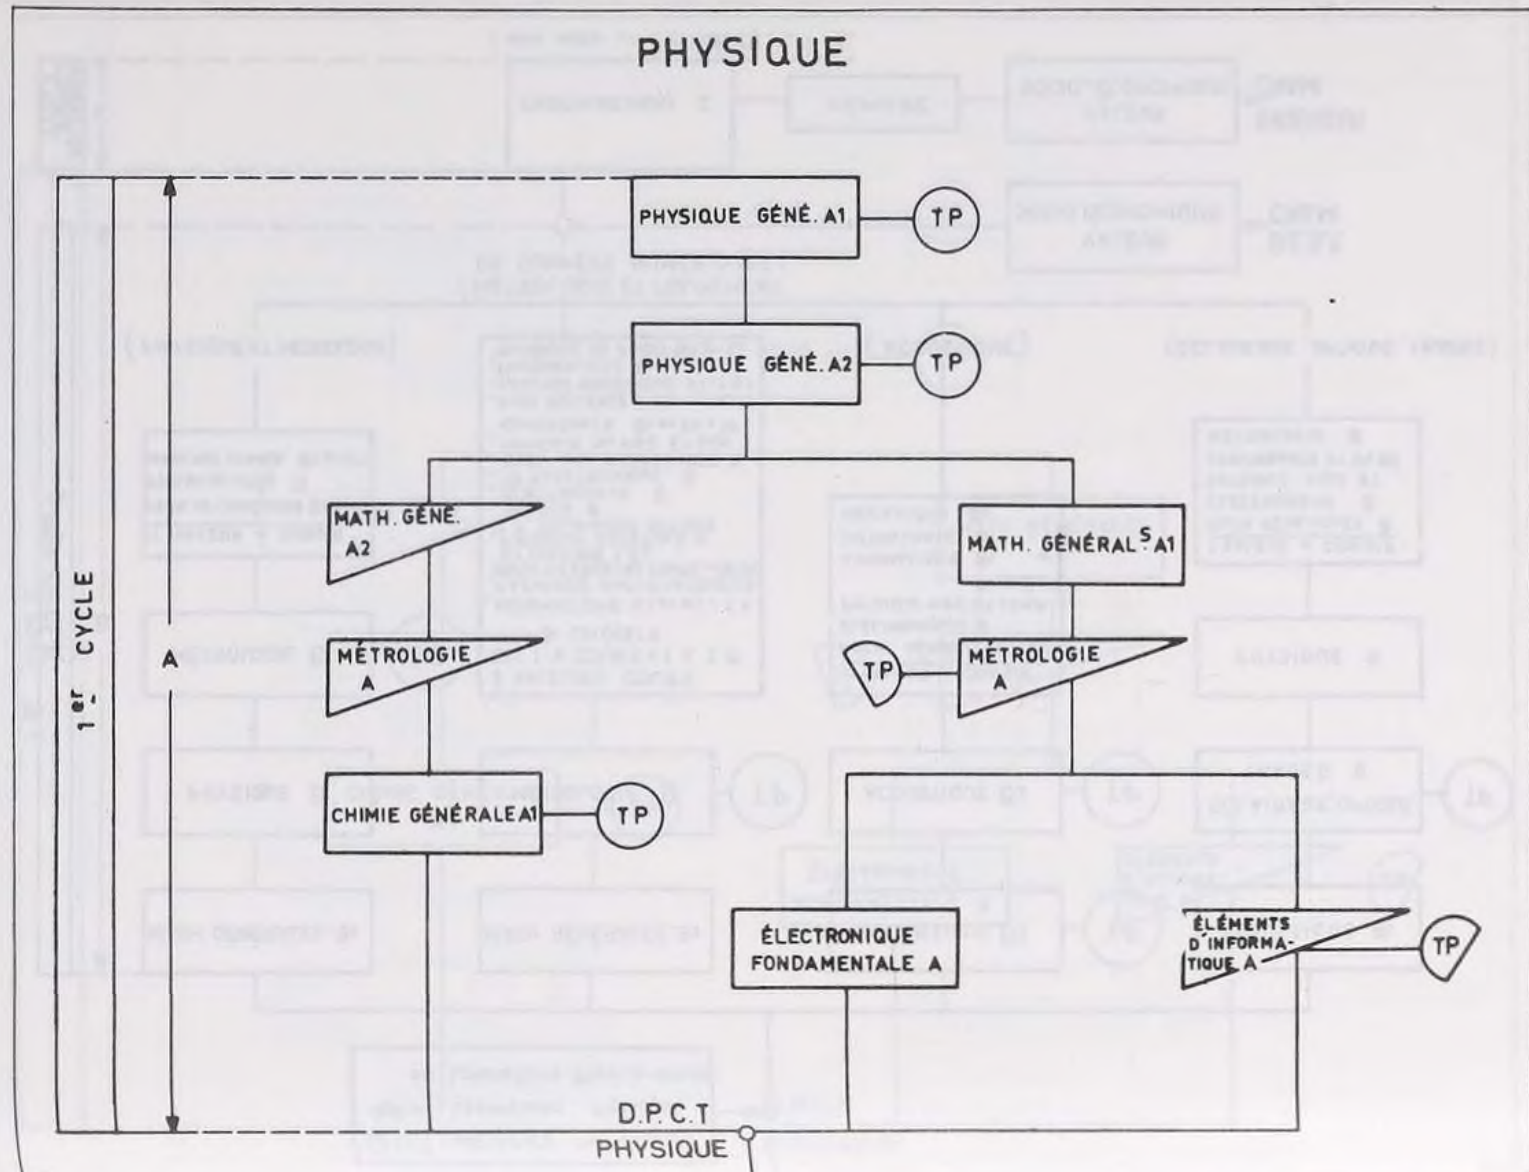 PHYSIQUE
PHYSIQUE GÉNÉ. A1
TP
PHYSIQUE GÉNÉ. A2
TP
MATH. GÉNÉ.
A2
MATH. GÉNÉRALS. A1
1er CYCLE
A
MÉTROLOGIE
A
TP
MÉTROLOGIE
A
CHIMIE GÉNÉRALE A1
TP
ÉLECTRONIQUE
FONDAMENTALE A
ÉLÉMENTS
D'INFORMA-
TIQUE A
TP
D.P.C.T
PHYSIQUE